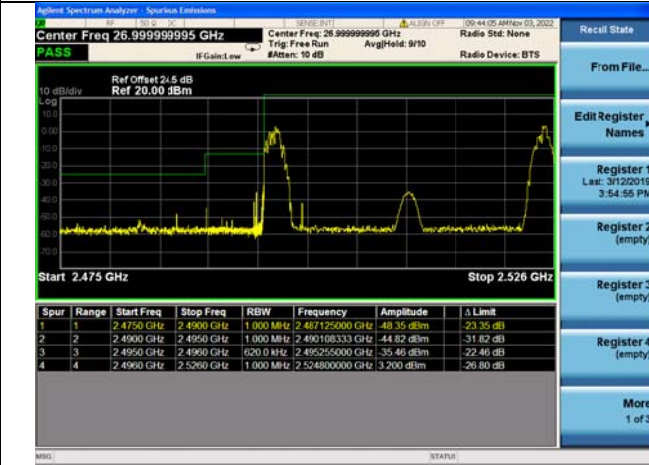 Agilent Spectrum Analyzer - Spurious Emissions
RF 50 Ω DC SENSE:INT ALIGN OFF 09:44:05 AM Nov 03, 2022
Center Freq 26.999999995 GHz
Center Freq: 26.999999995 GHz
Radio Std: None
Trig: Free Run Avg|Hold: 9/10
PASS
IFGain:Low
#Atten: 10 dB
Radio Device: BTS
Ref Offset 24.5 dB
10 dB/div Ref 20.00 dBm
Log
10.0
0.00
10.0
20.0
30.0
40.0
50.0
60.0
70.0
Start 2.475 GHz Stop 2.526 GHz
Spur Range Start Freq Stop Freq RBW Frequency Amplitude Δ Limit
1 1 2.4750 GHz 2.4900 GHz 1.000 MHz 2.487125000 GHz -48.35 dBm -23.35 dB
2 2 2.4900 GHz 2.4950 GHz 1.000 MHz 2.490108333 GHz -44.82 dBm -31.82 dB
3 3 2.4950 GHz 2.4960 GHz 620.0 kHz 2.495255000 GHz -35.46 dBm -22.46 dB
4 4 2.4960 GHz 2.5260 GHz 1.000 MHz 2.524800000 GHz 3.200 dBm -26.80 dB
MSG STATUS
Recall State
From File...
Edit Register
Names
Register 1
Last: 3/12/2019
3:54:55 PM
Register 2
(empty)
Register 3
(empty)
Register 4
(empty)
More
1 of 3